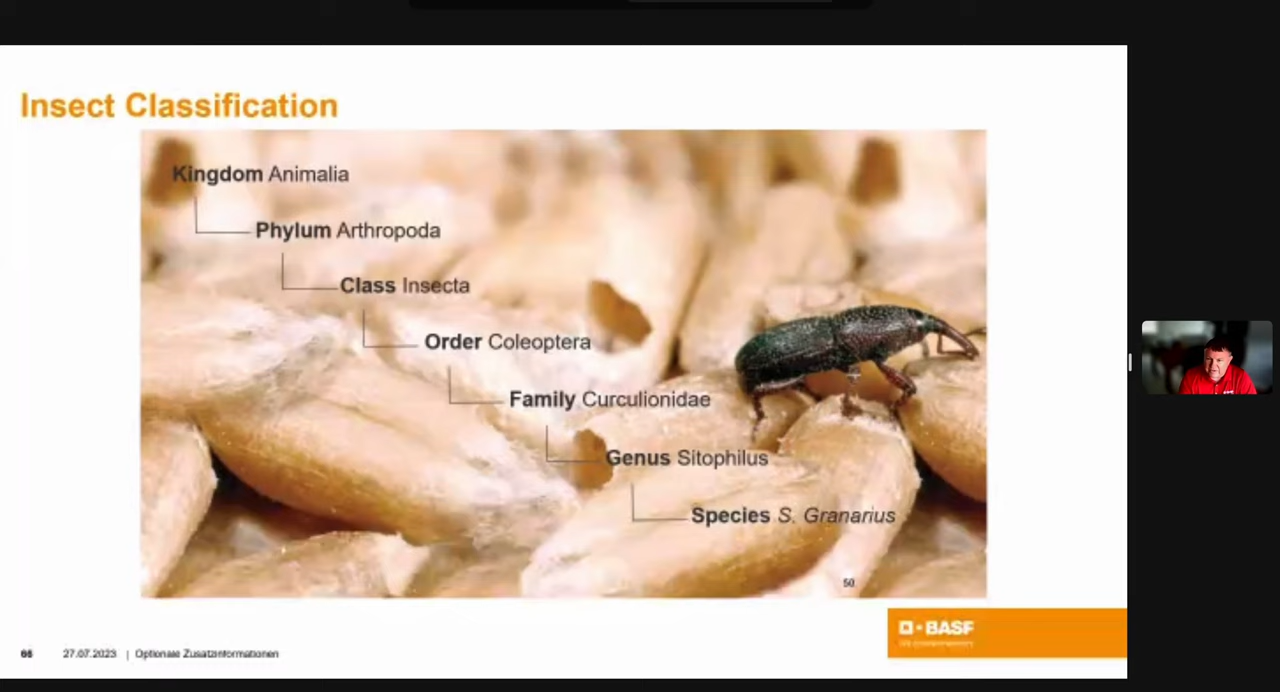 Insect Classification
Kingdom Animalia
Phylum Arthropoda
Class Insecta
Order Coleoptera
Family Curculionidae
Genus Sitophilus
Species S. Granarius
50
BASF
66 27.07.2023 | Optionale Zusatzinformationen